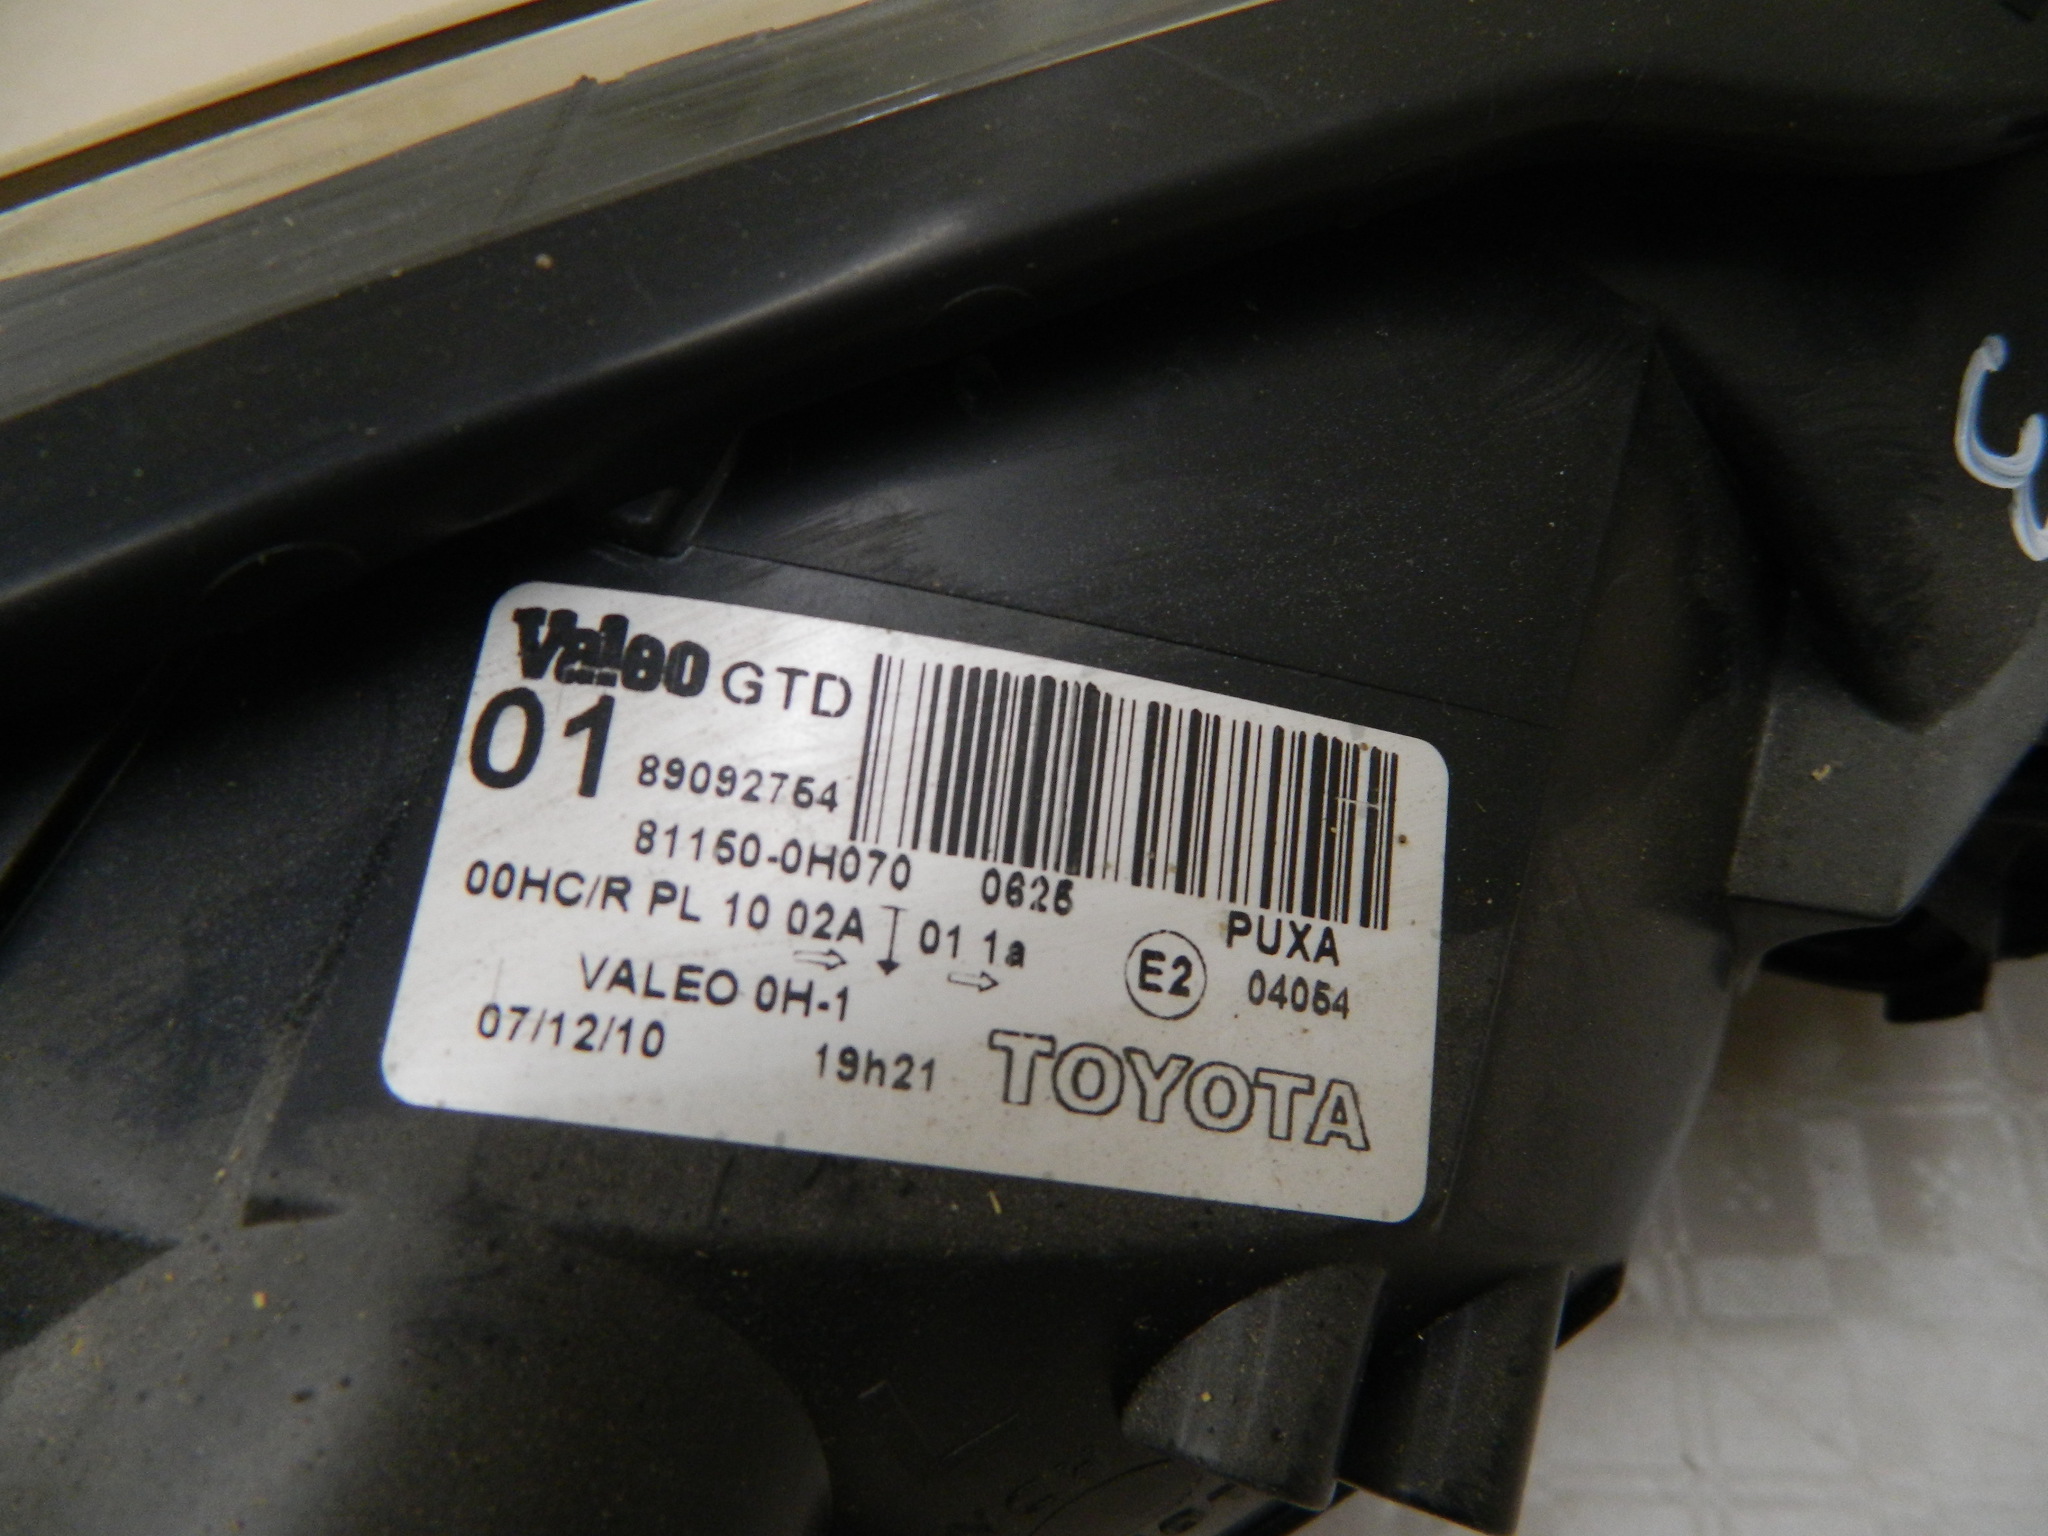 Valeo GTD
01 89092754
81150-0H070 0625
00HC/R PL 10 02A 01 1a
E2
PUXA
04054
VALEO 0H-1
07/12/10 19h21
TOYOTA